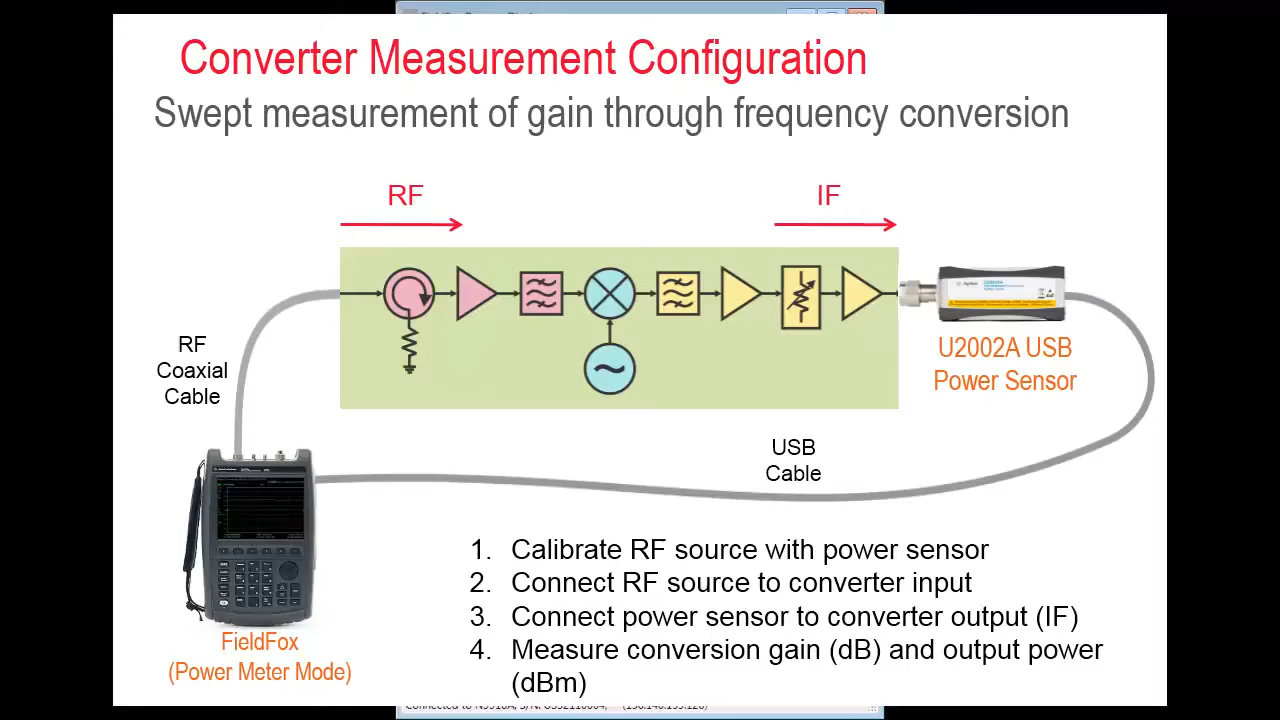 Converter Measurement Configuration
Swept measurement of gain through frequency conversion
RF
IF
RF
Coaxial
Cable
U2002A USB
Power Sensor
USB
Cable
FieldFox
(Power Meter Mode)
1. Calibrate RF source with power sensor
2. Connect RF source to converter input
3. Connect power sensor to converter output (IF)
4. Measure conversion gain (dB) and output power
(dBm)